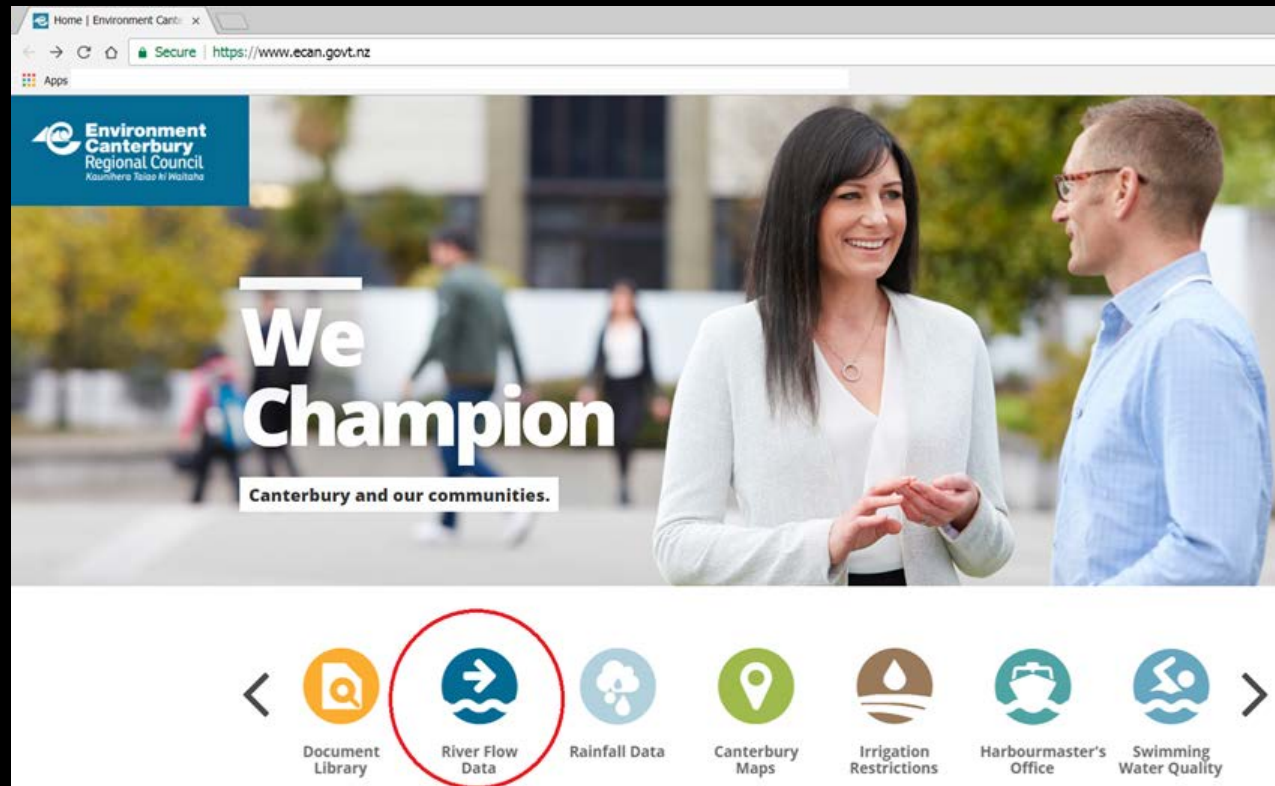 Home | Environment Cant
Secure | https://www.ecan.govt.nz
Apps
Environment
Canterbury
Regional Council
Kaunihera Taiao ki Waitaha
We
Champion
Canterbury and our communities.
Document
Library
River Flow
Data
Rainfall Data
Canterbury
Maps
Irrigation
Restrictions
Harbourmaster's
Office
Swimming
Water Quality